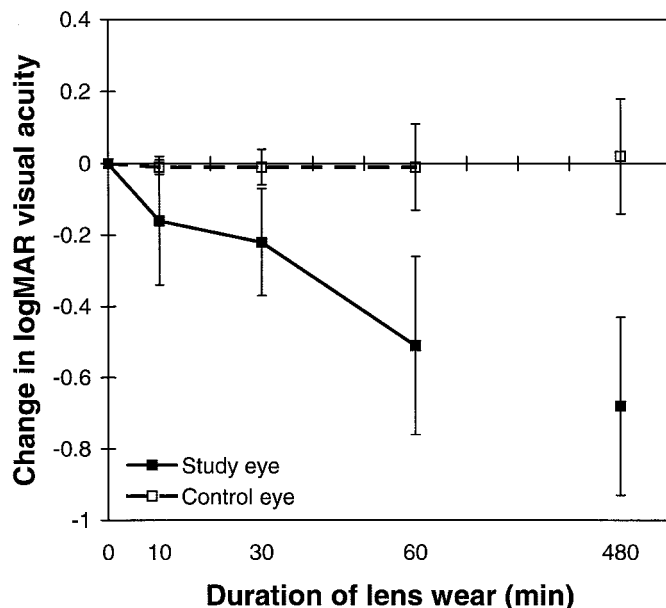 Change in logMAR visual acuity
0.4
0.2
0
-0.2
-0.4
-0.6
-0.8
-1
Study eye
Control eye
0 10 30 60 480
Duration of lens wear (min)